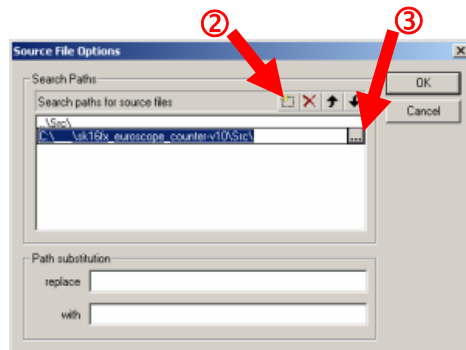 ② ③
Source File Options
Search Paths
OK
Search paths for source files
Cancel
..\Src\
C:\___\sk16fx_euroscope_counter-v10\Src\ ...
Path substitution
replace
with